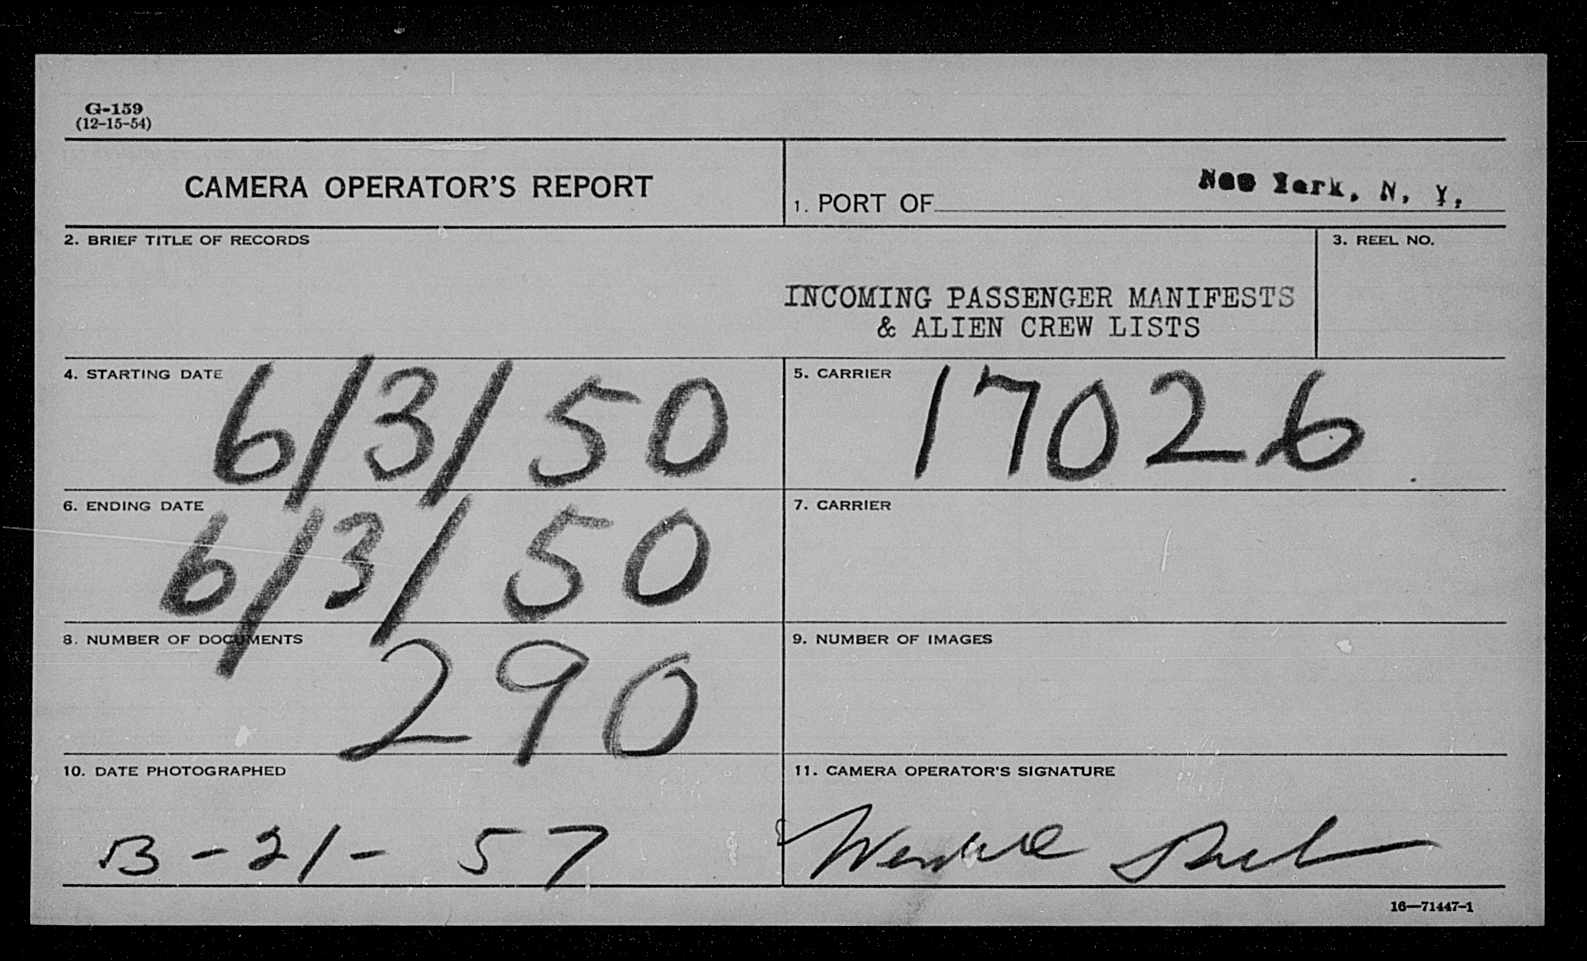 G-159
(12-15-54)
CAMERA OPERATOR'S REPORT
1. PORT OF New York, N. Y.
2. BRIEF TITLE OF RECORDS
INCOMING PASSENGER MANIFESTS
& ALIEN CREW LISTS
3. REEL NO.
4. STARTING DATE 6/3/50
5. CARRIER 17026
6. ENDING DATE 6/3/50
7. CARRIER
8. NUMBER OF DOCUMENTS 290
9. NUMBER OF IMAGES
10. DATE PHOTOGRAPHED
-21-57
11. CAMERA OPERATOR'S SIGNATURE
16—71447-1